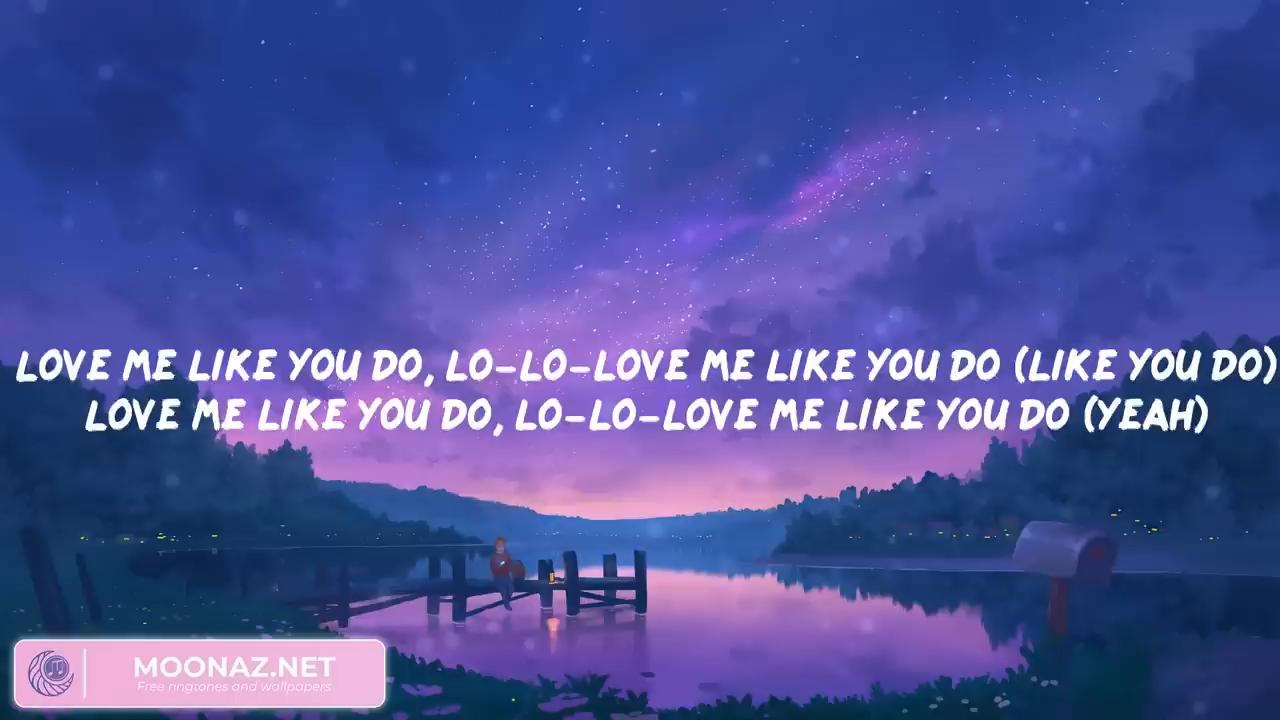 LOVE ME LIKE YOU DO, LO-LO-LOVE ME LIKE YOU DO (LIKE YOU DO)
LOVE ME LIKE YOU DO, LO-LO-LOVE ME LIKE YOU DO (YEAH)
MOONAZ.NET
Free ringtones and wallpapers